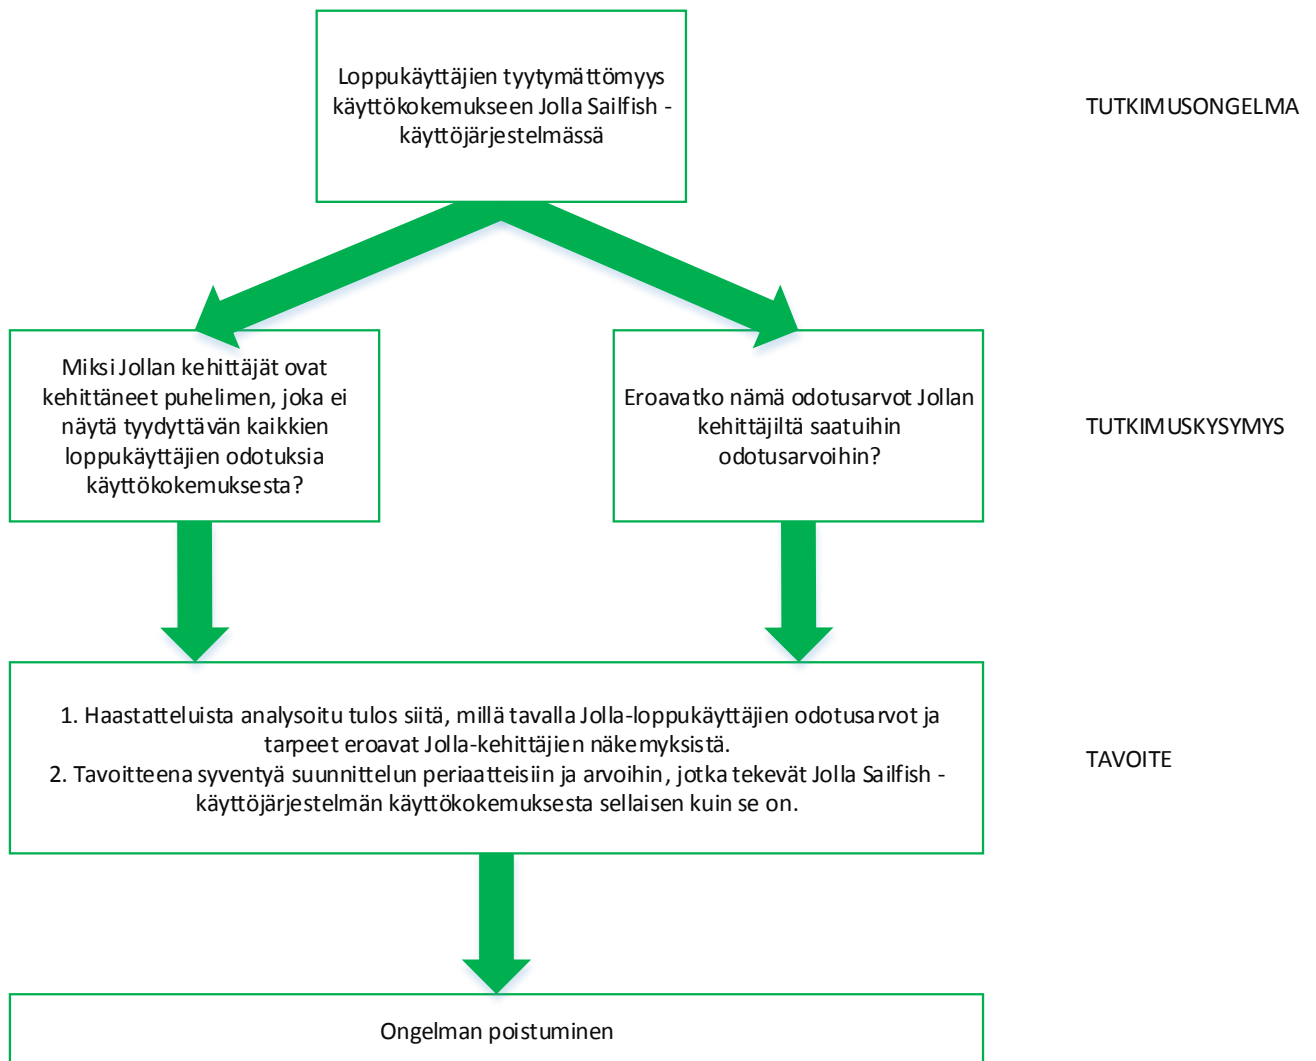 Loppukäyttäjien tyytymättömyys
käyttökokemukseen Jolla Sailfish -
käyttöjärjestelmässä
TUTKIMUSONGELMA
Miksi Jollan kehittäjät ovat
kehittäneet puhelimen, joka ei
näytä tyydyttävän kaikkien
loppukäyttäjien odotuksia
käyttökokemuksesta?
Eroavatko nämä odotusarvot Jollan
kehittäjiltä saatuihin
odotusarvoihin?
TUTKIMUSKYSYMYS
1. Haastatteluista analysoitu tulos siitä, millä tavalla Jolla-loppukäyttäjien odotusarvot ja
tarpeet eroavat Jolla-kehittäjien näkemyksistä.
2. Tavoitteena syventyä suunnittelun periaatteisiin ja arvoihin, jotka tekevät Jolla Sailfish -
käyttöjärjestelmän käyttökokemuksesta sellaisen kuin se on.
TAVOITE
Ongelman poistuminen